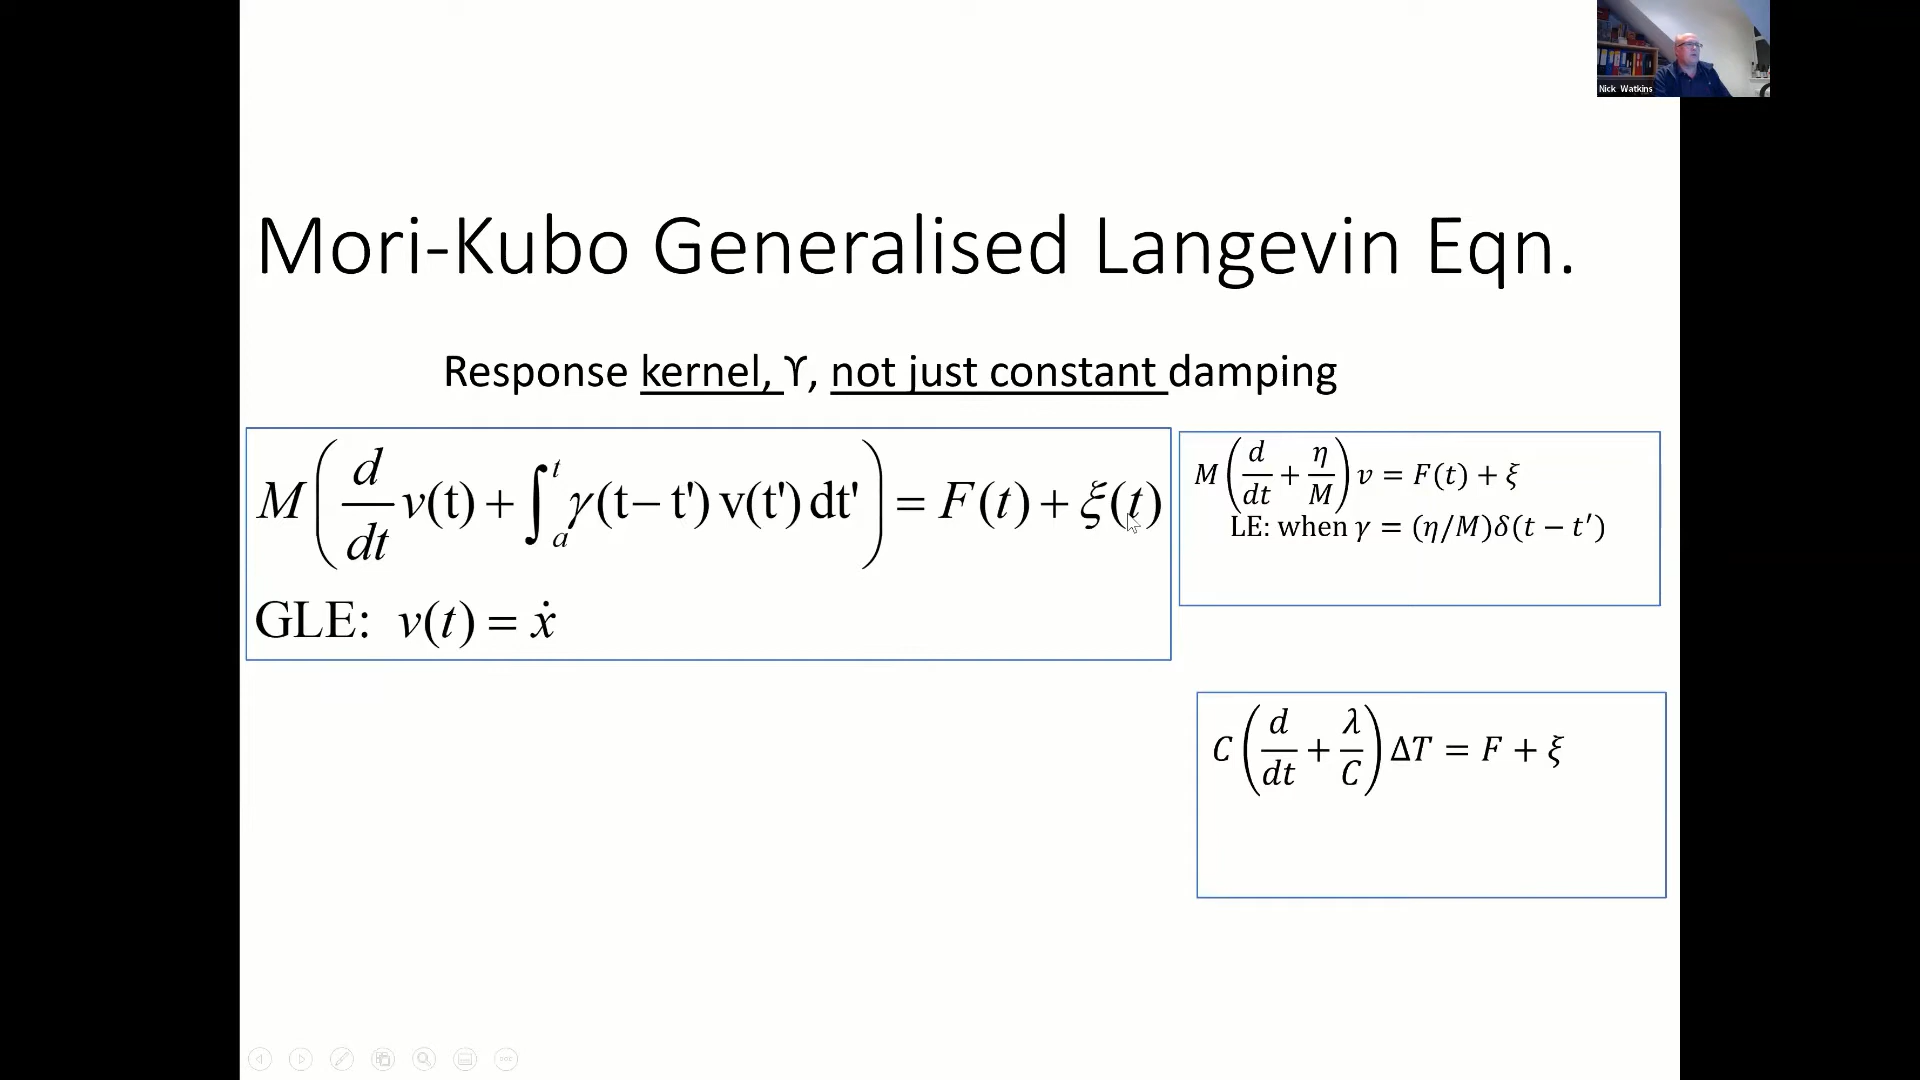 Nick Watkins
Mori-Kubo Generalised Langevin Eqn.
Response kernel, ϒ, not just constant damping
M(d/dt v(t) + ∫_a^t γ(t− t') v(t') dt') = F(t) + ξ(t)
GLE: v(t) = ẋ
M(d/dt + η/M) v = F(t) + ξ
LE: when γ = (η/M)δ(t − t′)
C(d/dt + λ/C) ΔT = F + ξ